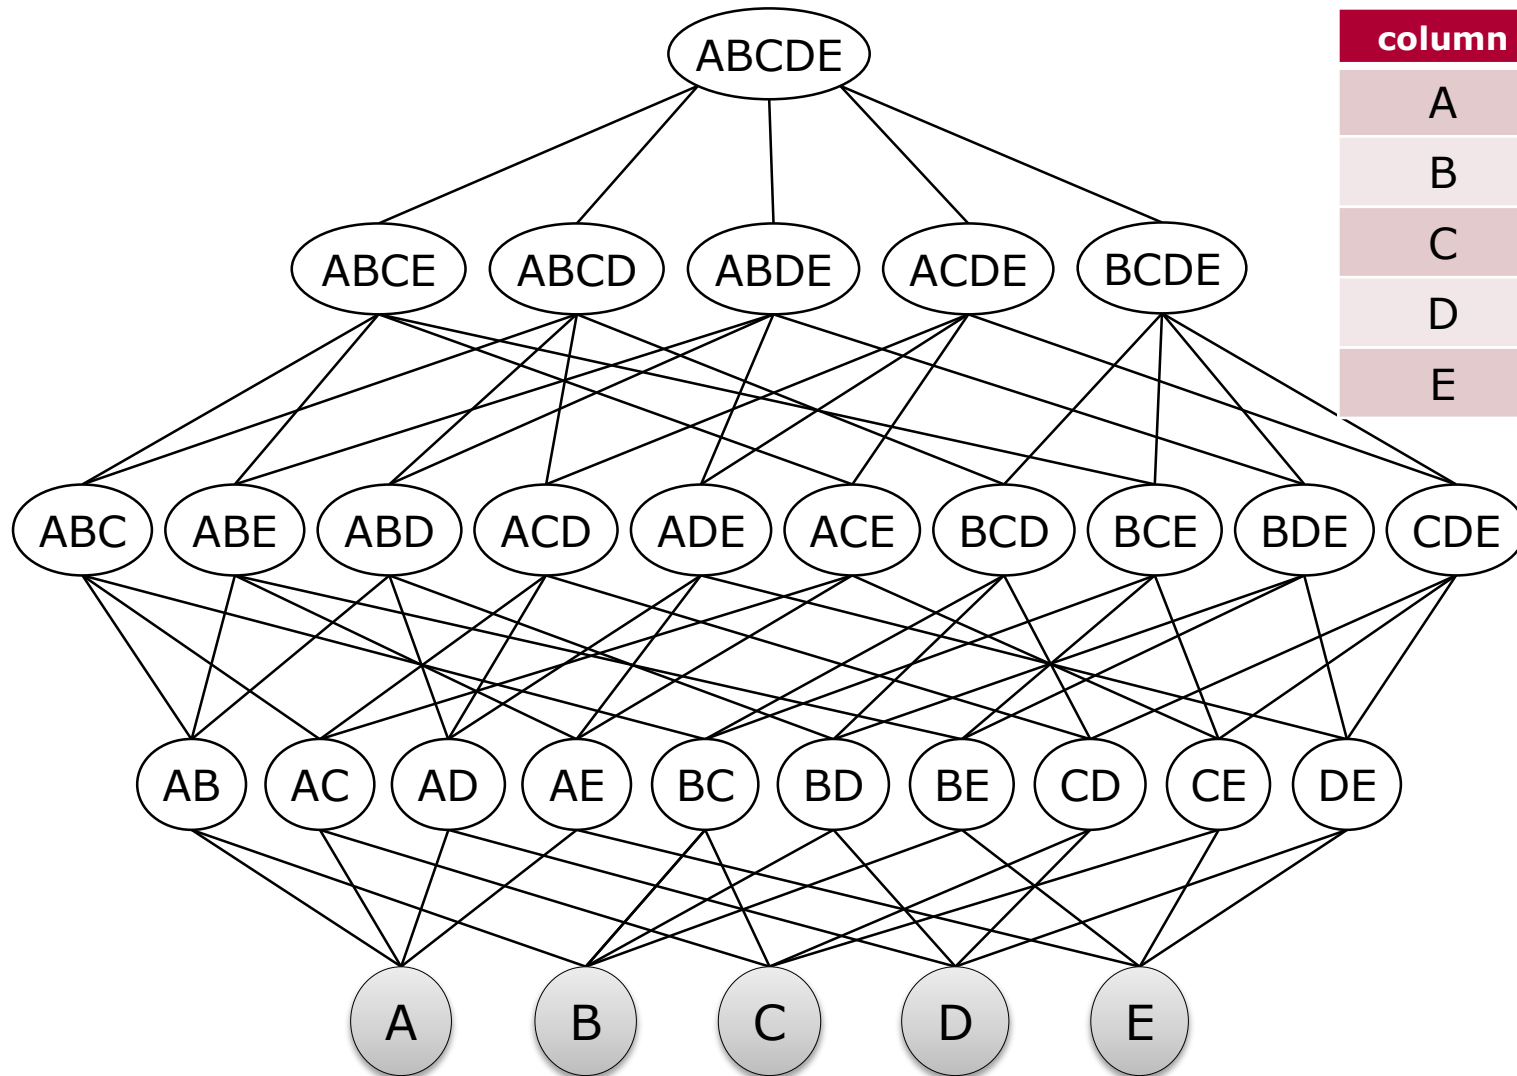 ABCDE
column
A
B
C
D
E
ABCE ABCD ABDE ACDE BCDE
ABC ABE ABD ACD ADE ACE BCD BCE BDE CDE
AB AC AD AE BC BD BE CD CE DE
A B C D E